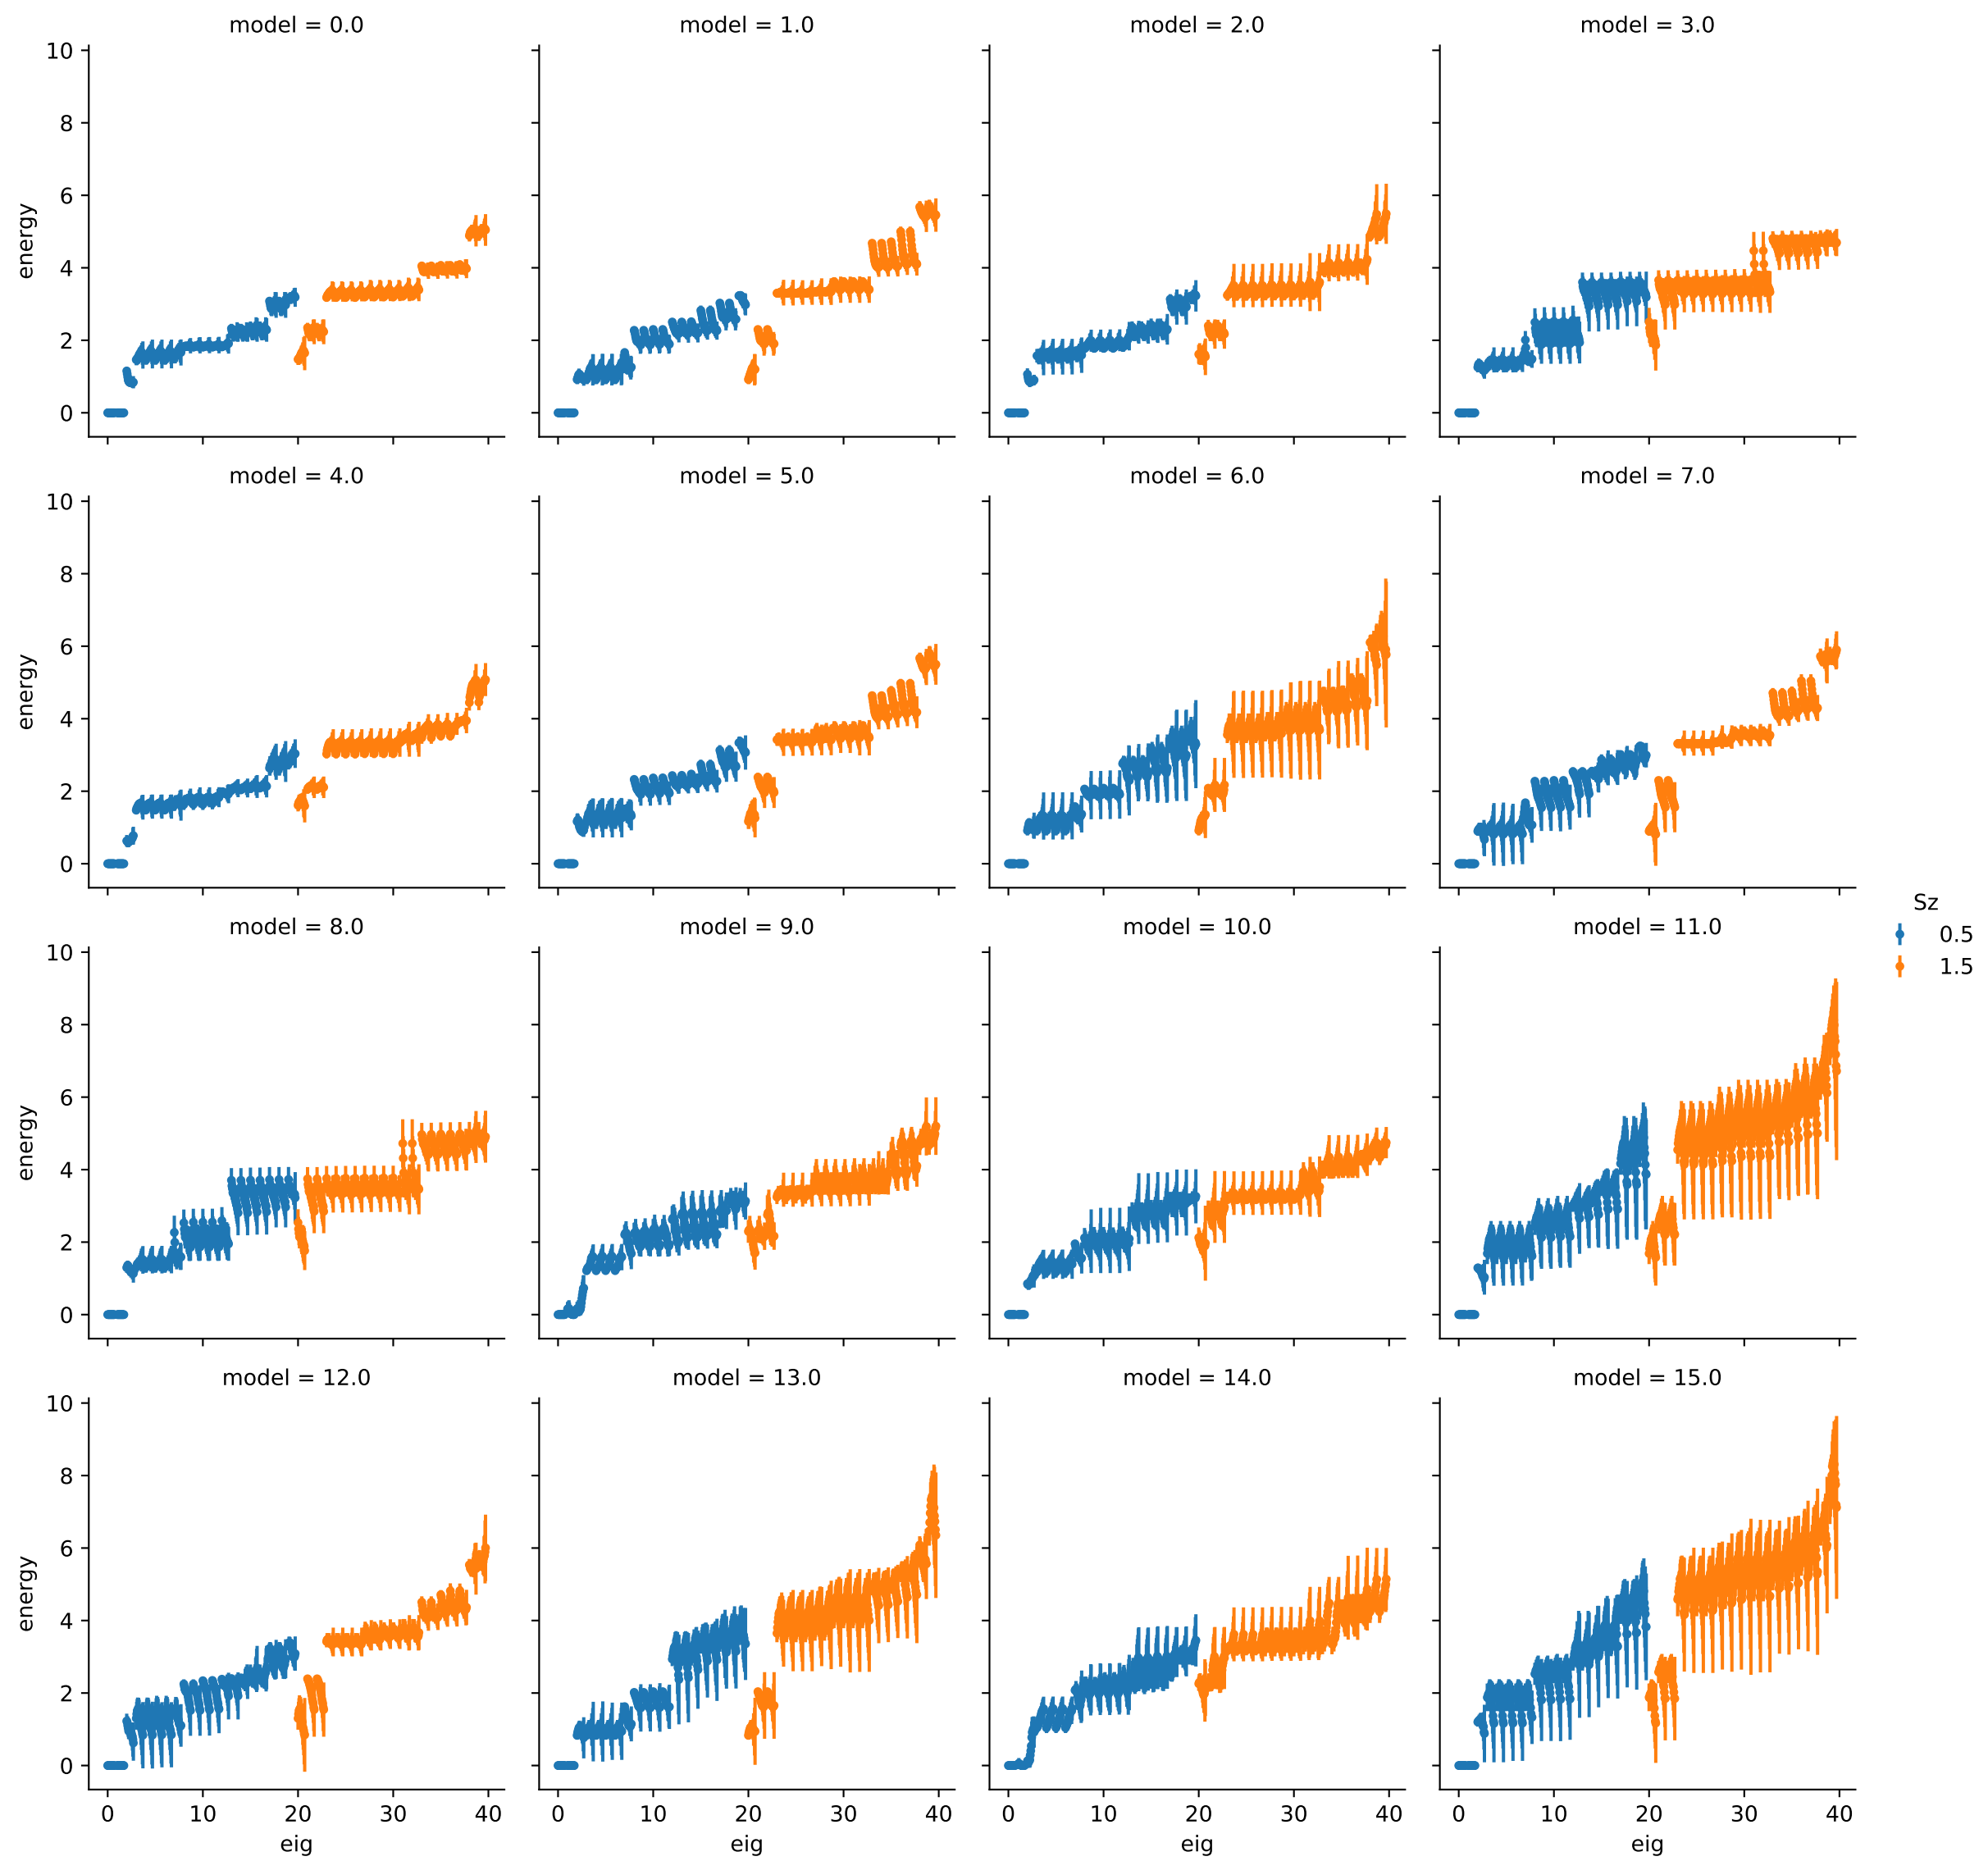 model = 0.0
model = 1.0
model = 2.0
model = 3.0
10
8
6
4
2
0
energy
model = 4.0
model = 5.0
model = 6.0
model = 7.0
10
8
6
4
2
0
energy
Sz
0.5
1.5
model = 8.0
model = 9.0
model = 10.0
model = 11.0
10
8
6
4
2
0
energy
model = 12.0
model = 13.0
model = 14.0
model = 15.0
10
8
6
4
2
0
energy
0 10 20 30 40
0 10 20 30 40
0 10 20 30 40
0 10 20 30 40
eig
eig
eig
eig